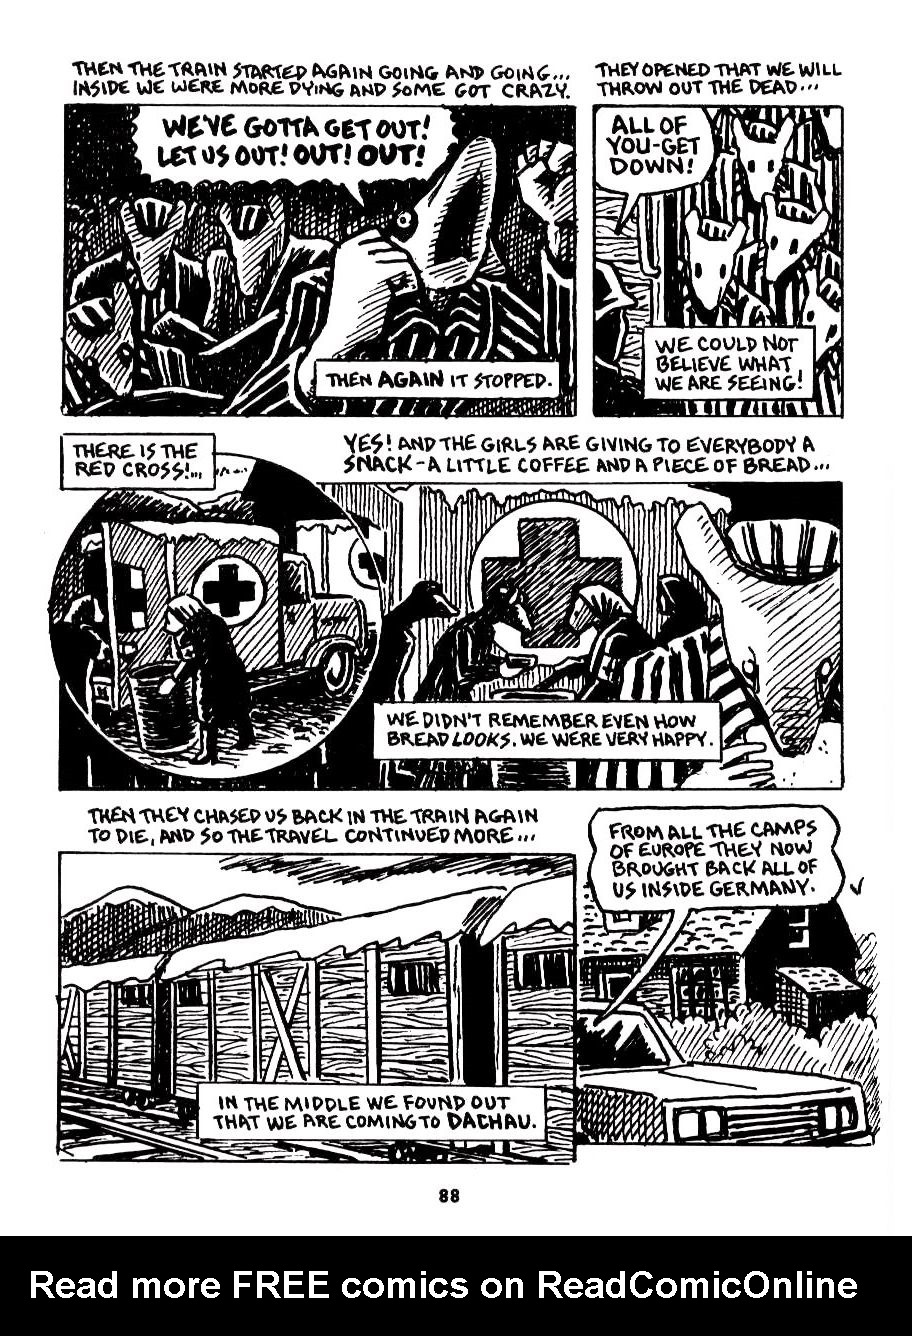 THEN THE TRAIN STARTED AGAIN GOING AND GOING...
INSIDE WE WERE MORE DYING AND SOME GOT CRAZY.
WE'VE GOTTA GET OUT!
LET US OUT! OUT! OUT!
THEN AGAIN IT STOPPED.
THEY OPENED THAT WE WILL
THROW OUT THE DEAD...
ALL OF
YOU-GET
DOWN!
WE COULD NOT
BELIEVE WHAT
WE ARE SEEING!
THERE IS THE
RED CROSS!...
YES! AND THE GIRLS ARE GIVING TO EVERYBODY A
SNACK-A LITTLE COFFEE AND A PIECE OF BREAD...
WE DIDN'T REMEMBER EVEN HOW
BREAD LOOKS. WE WERE VERY HAPPY.
THEN THEY CHASED US BACK IN THE TRAIN AGAIN
TO DIE, AND SO THE TRAVEL CONTINUED MORE...
IN THE MIDDLE WE FOUND OUT
THAT WE ARE COMING TO DACHAU.
FROM ALL THE CAMPS
OF EUROPE THEY NOW
BROUGHT BACK ALL OF
US INSIDE GERMANY.
88
Read more FREE comics on ReadComicOnline